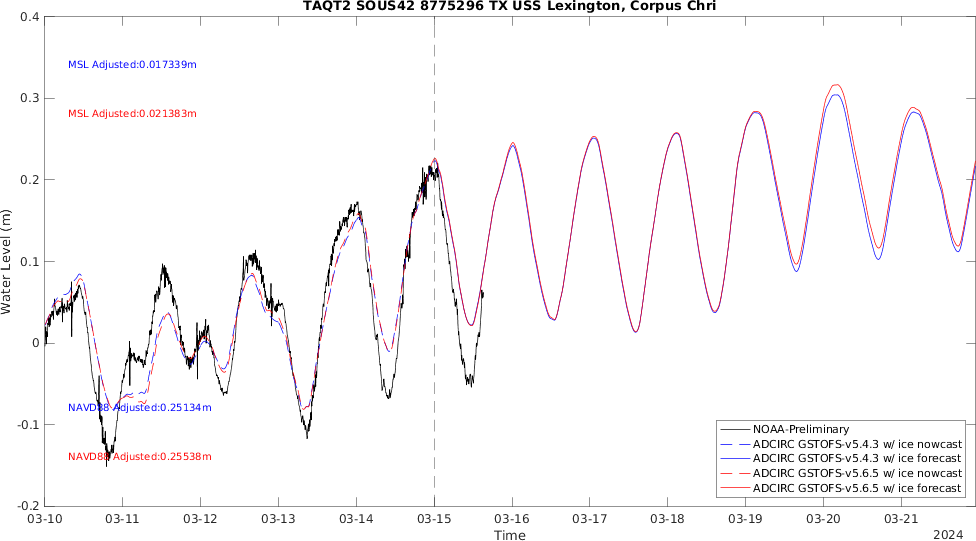 TAQT2 SOUS42 8775296 TX USS Lexington, Corpus Chri
0.4
0.3
0.2
0.1
0
-0.1
-0.2
Water Level (m)
MSL Adjusted:0.017339m
MSL Adjusted:0.021383m
NAVD88 Adjusted:0.25134m
NAVD88 Adjusted:0.25538m
NOAA-Preliminary
ADCIRC GSTOFS-v5.4.3 w/ ice nowcast
ADCIRC GSTOFS-v5.4.3 w/ ice forecast
ADCIRC GSTOFS-v5.6.5 w/ ice nowcast
ADCIRC GSTOFS-v5.6.5 w/ ice forecast
03-10 03-11 03-12 03-13 03-14 03-15 03-16 03-17 03-18 03-19 03-20 03-21
Time
2024